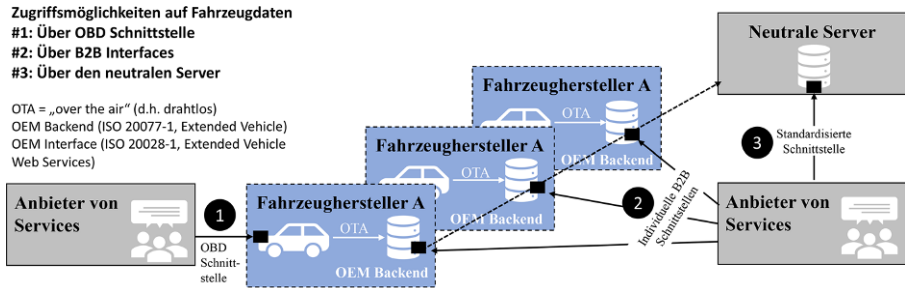 Zugriffsmöglichkeiten auf Fahrzeugdaten
#1: Über OBD Schnittstelle
#2: Über B2B Interfaces
#3: Über den neutralen Server
OTA = „over the air“ (d.h. drahtlos)
OEM Backend (ISO 20077-1, Extended Vehicle)
OEM Interface (ISO 20028-1, Extended Vehicle
Web Services)
Anbieter von
Services
1
OBD
Schnitt-
stelle
Fahrzeughersteller A
OTA
OEM Backend
Fahrzeughersteller A
OTA
OEM Backend
Fahrzeughersteller A
OTA
OEM Backend
2
Individuelle B2B
Schnittstellen
Neutrale Server
3
Standardisierte
Schnittstelle
Anbieter von
Services